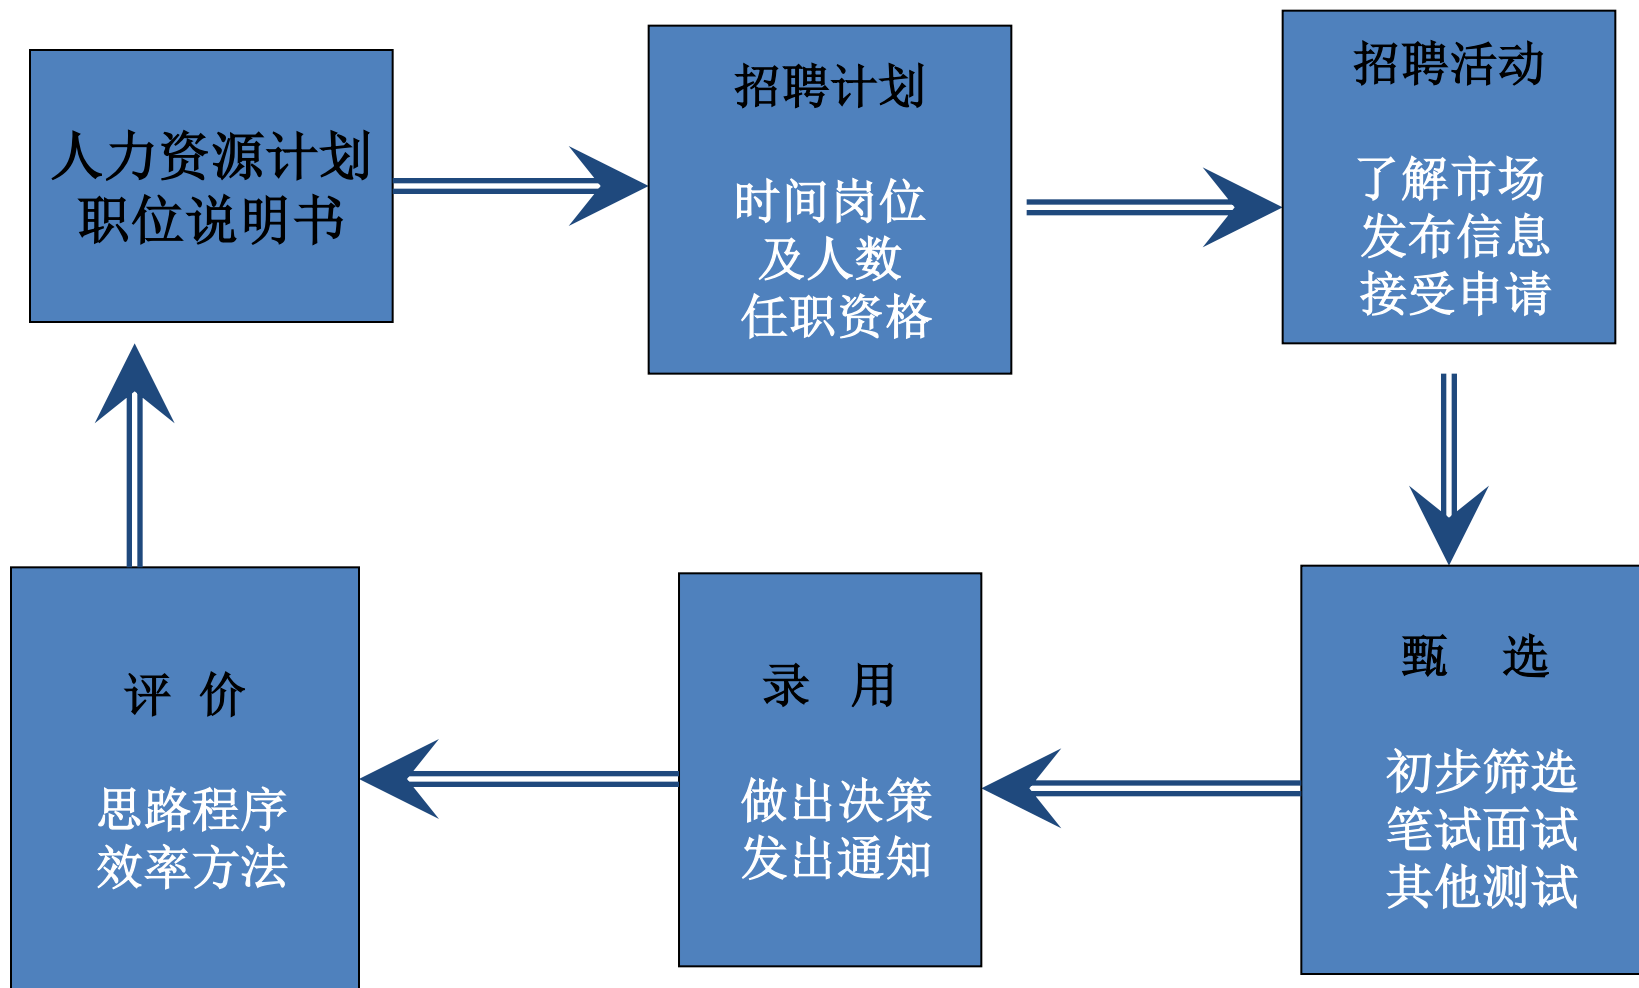 人力资源计划
职位说明书
招聘计划
时间岗位
及人数
任职资格
招聘活动
了解市场
发布信息
接受申请
甄 选
初步筛选
笔试面试
其他测试
录 用
做出决策
发出通知
评 价
思路程序
效率方法